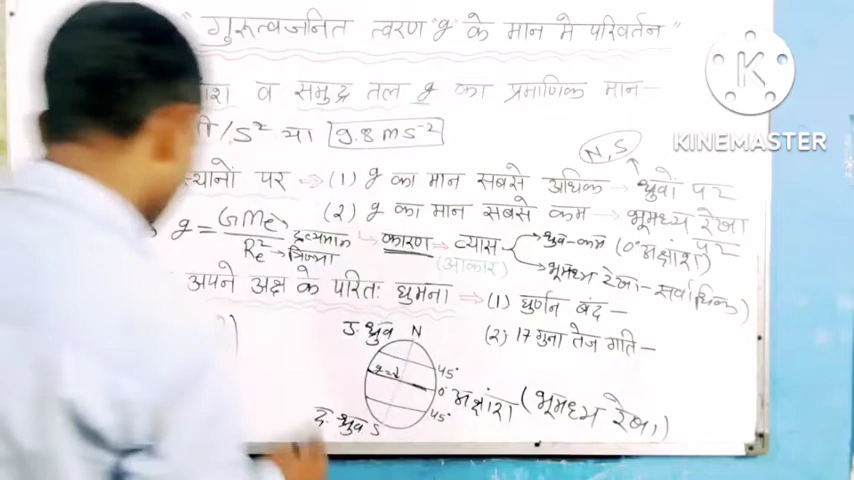 "गुरुत्वजनित त्वरण "g" के मान मे परिवर्तन"
व समुद्र तल g का प्रमाणिक मान-
/s² या 9.8 ms⁻²
N,S
पर ⇒ (1) g का मान सबसे अधिक → ध्रुवों पर
(2) g का मान सबसे कम → भूमध्य रेखा पर
(0° अक्षांश)
g = GMe/Re² द्रव्यमान
त्रिज्या
कारण ⇒ व्यास
(आकार)
ध्रुव-कम
भूमध्य रेखा-सर्वाधिक
अपने अक्ष के परितः घुमना ⇒ (1) घुर्णन बंद-
(2) 17 गुना तेज गति-
उ. ध्रुव N
45°
0° अक्षांश (भूमध्य रेखा)
45°
द. ध्रुव S
K
KINEMASTER